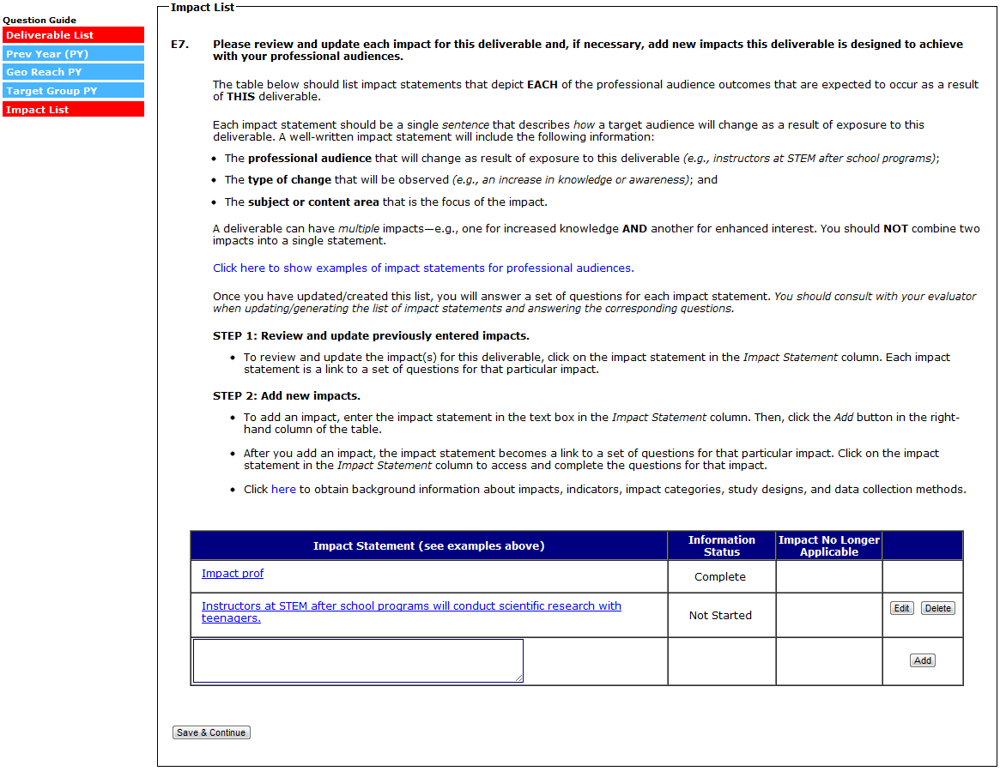 Question Guide
Deliverable List
Prev Year (PY)
Geo Reach PY
Target Group PY
Impact List
Impact List
E7. Please review and update each impact for this deliverable and, if necessary, add new impacts this deliverable is designed to achieve
with your professional audiences.
The table below should list impact statements that depict EACH of the professional audience outcomes that are expected to occur as a result
of THIS deliverable.
Each impact statement should be a single sentence that describes how a target audience will change as a result of exposure to this
deliverable. A well-written impact statement will include the following information:
• The professional audience that will change as result of exposure to this deliverable (e.g., instructors at STEM after school programs);
• The type of change that will be observed (e.g., an increase in knowledge or awareness); and
• The subject or content area that is the focus of the impact.
A deliverable can have multiple impacts—e.g., one for increased knowledge AND another for enhanced interest. You should NOT combine two
impacts into a single statement.
Click here to show examples of impact statements for professional audiences.
Once you have updated/created this list, you will answer a set of questions for each impact statement. You should consult with your evaluator
when updating/generating the list of impact statements and answering the corresponding questions.
STEP 1: Review and update previously entered impacts.
• To review and update the impact(s) for this deliverable, click on the impact statement in the Impact Statement column. Each impact
statement is a link to a set of questions for that particular impact.
STEP 2: Add new impacts.
• To add an impact, enter the impact statement in the text box in the Impact Statement column. Then, click the Add button in the right-
hand column of the table.
• After you add an impact, the impact statement becomes a link to a set of questions for that particular impact. Click on the impact
statement in the Impact Statement column to access and complete the questions for that impact.
• Click here to obtain background information about impacts, indicators, impact categories, study designs, and data collection methods.
Impact Statement (see examples above)
Information
Status
Impact No Longer
Applicable
Impact prof
Complete
Instructors at STEM after school programs will conduct scientific research with
teenagers.
Not Started
Edit Delete
Add
Save & Continue